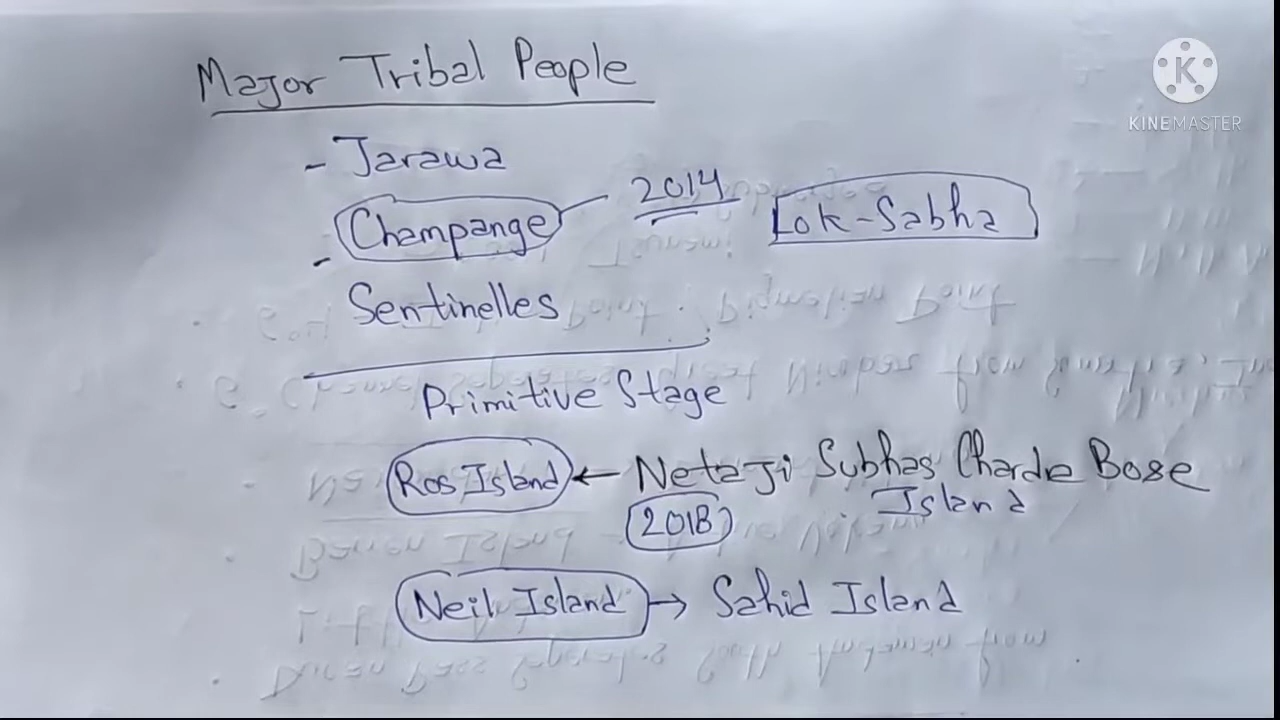 Major Tribal People
KINEMASTER
- Jarawa
Champange - 2014 Lok-Sabha
- Sentinelles
Primitive Stage
Ros Island ← Netaji Subhas Chardra Bose
Island
2018
Neil Island → Sahid Island